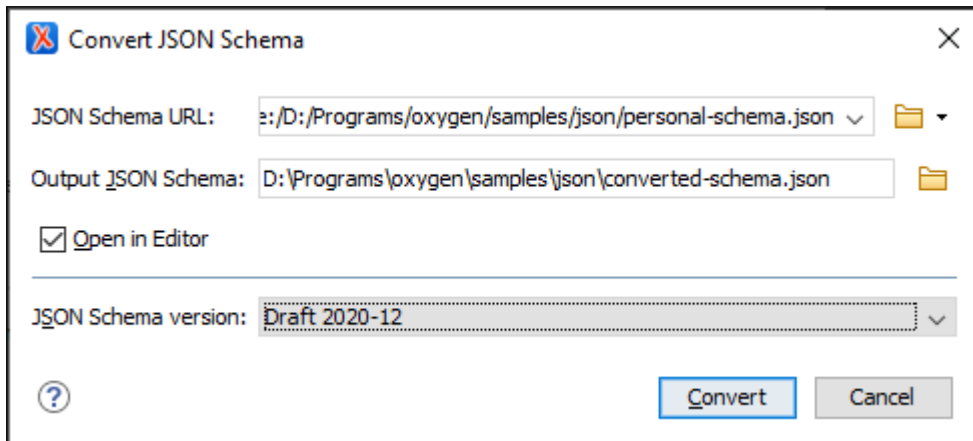 Convert JSON Schema
JSON Schema URL: e:/D:/Programs/oxygen/samples/json/personal-schema.json
Output JSON Schema: D:\Programs\oxygen\samples\json\converted-schema.json
Open in Editor
JSON Schema version: Draft 2020-12
? Convert Cancel